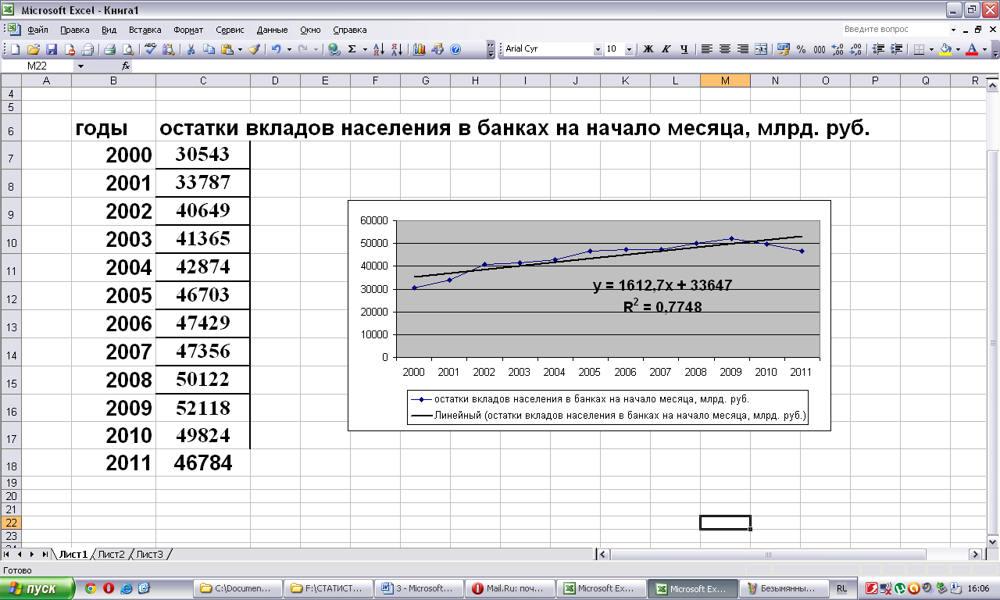 Microsoft Excel - Книга1
Файл Правка Вид Вставка Формат Сервис Данные Окно Справка
Введите вопрос
Arial Cyr 10 Ж К Ч % 000
M22 fx
A B C D E F G H I J K L M N O P Q R
4
5
6 годы остатки вкладов населения в банках на начало месяца, млрд. руб.
7 2000 30543
8 2001 33787
9 2002 40649
10 2003 41365
11 2004 42874
12 2005 46703
13 2006 47429
14 2007 47356
15 2008 50122
16 2009 52118
17 2010 49824
18 2011 46784
19
20
21
22
23
60000
50000
40000
30000
20000
10000
0
y = 1612,7x + 33647
R² = 0,7748
2000 2001 2002 2003 2004 2005 2006 2007 2008 2009 2010 2011
остатки вкладов населения в банках на начало месяца, млрд. руб.
Линейный (остатки вкладов населения в банках на начало месяца, млрд. руб.)
Лист1 Лист2 Лист3
Готово
пуск C:\Documen... F:\СТАТИСТ... 3 - Microsoft... Mail.Ru: поч... Microsoft Ex... Microsoft Ex... Безымянны... RL 16:06